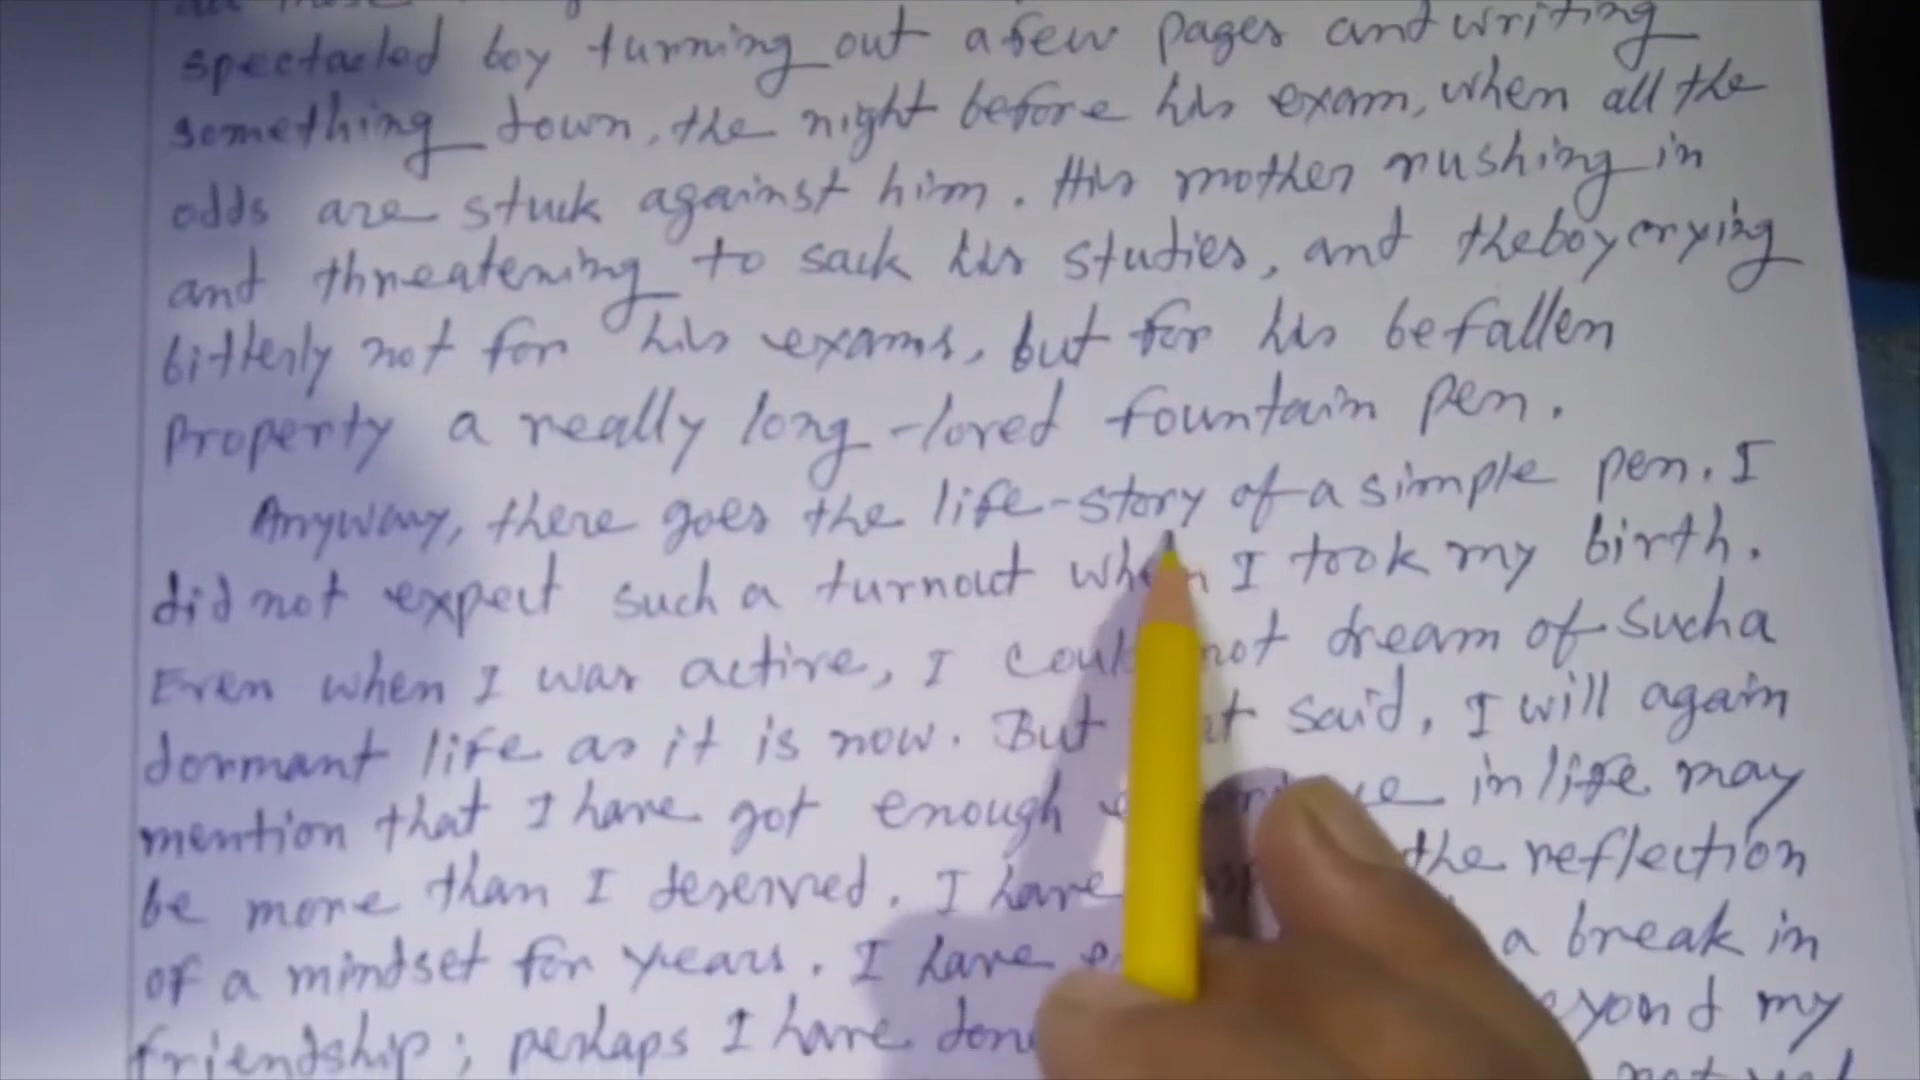 spectacled boy turning out a few pages and writing
something down, the night before his exam, when all the
odds are stuck against him. His mother rushing in
and threatening to sack his studies, and the boy crying
bitterly not for his exams, but for his befallen
Property a really long-loved fountain pen.
Anyway, there goes the life-story of a simple pen. I
did not expect such a turnout when I took my birth.
Even when I was active, I could not dream of such a
dormant life as it is now. But said, I will again
mention that I have got enough in life may
be more than I deserved. I have the reflection
of a mindset for years. I have a break in
friendship; perhaps I have done beyond my
not